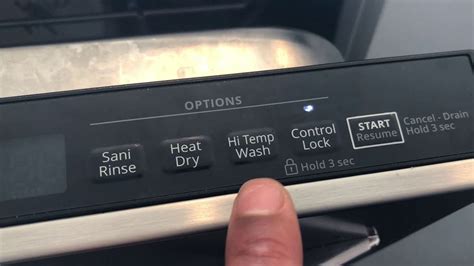 OPTIONS
Sani
Rinse
Heat
Dry
Hi Temp
Wash
Control
Lock
Hold 3 sec
START
Resume
Cancel - Drain
Hold 3 sec